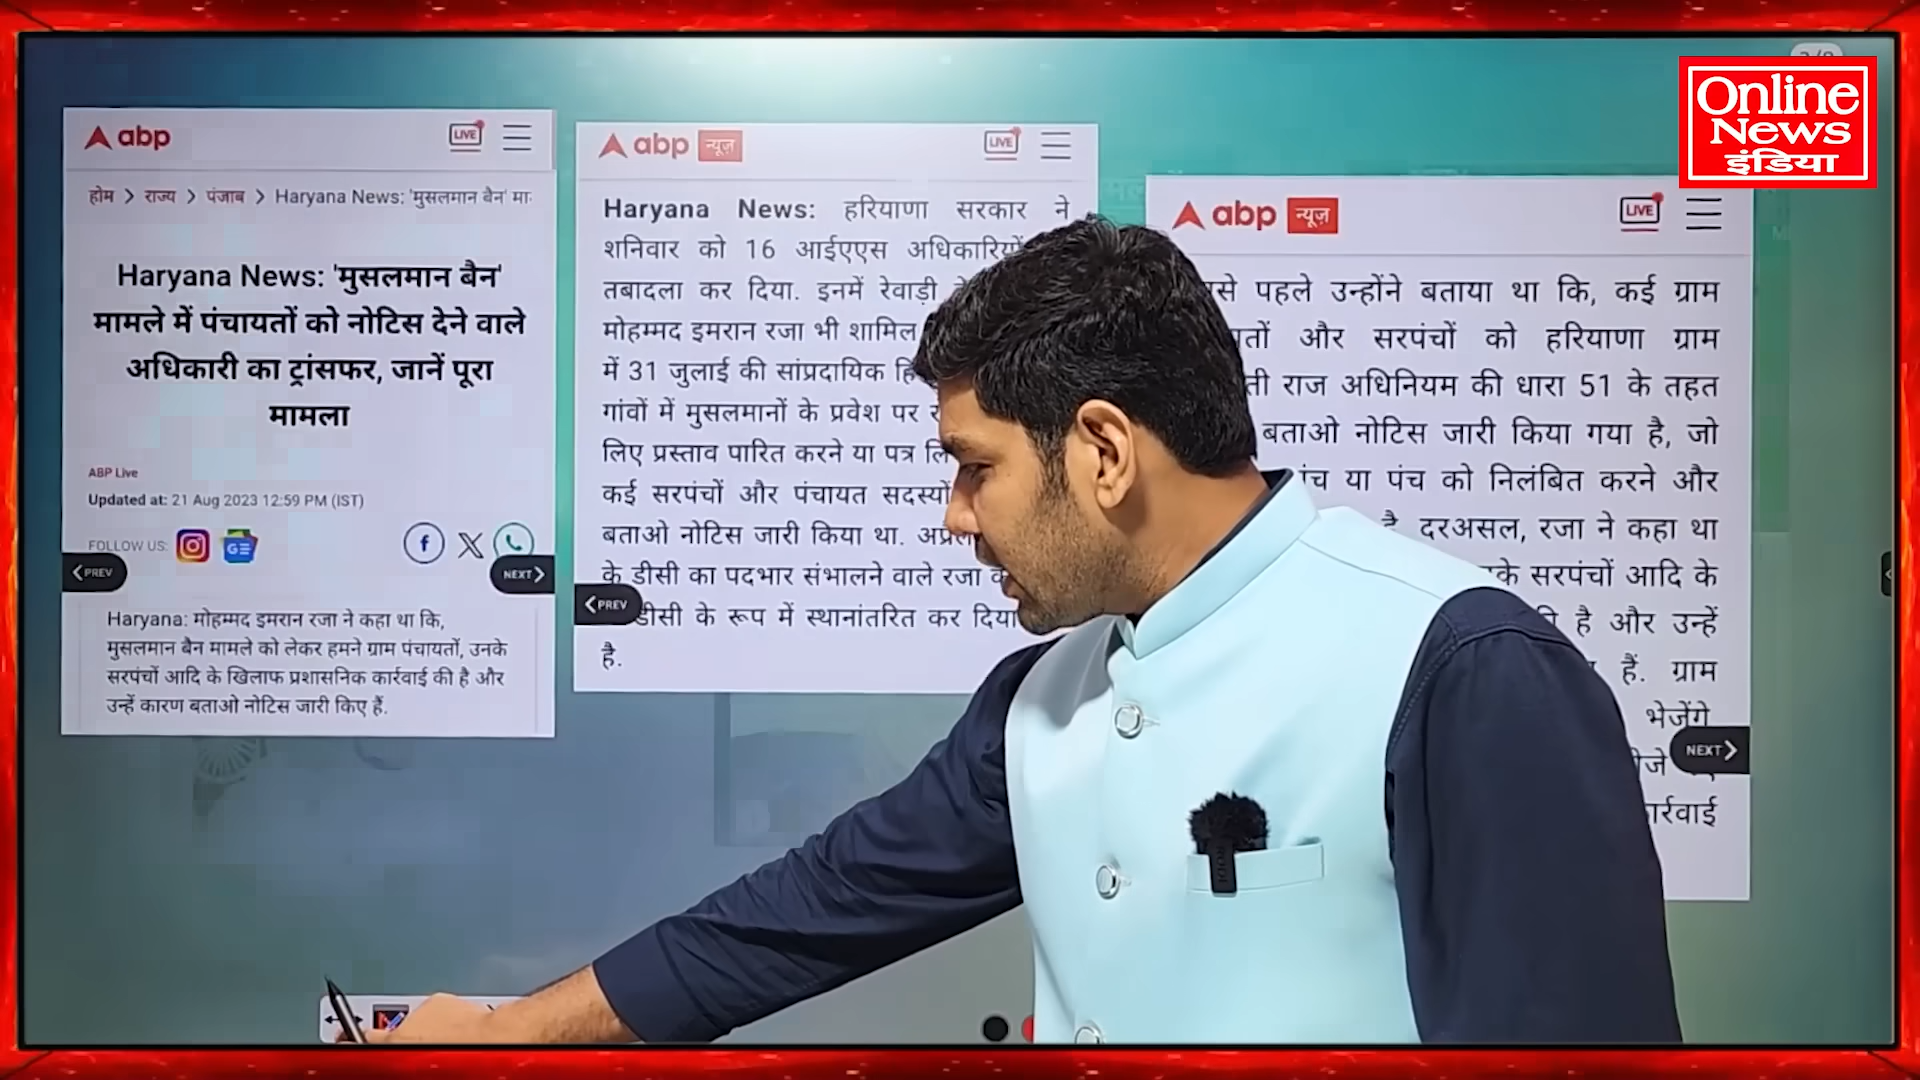 Online
News
इंडिया
abp
LIVE
होम > राज्य > पंजाब > Haryana News: 'मुसलमान बैन'
Haryana News: 'मुसलमान बैन'
मामले में पंचायतों को नोटिस देने वाले
अधिकारी का ट्रांसफर, जानें पूरा
मामला
ABP Live
Updated at: 21 Aug 2023 12:59 PM (IST)
FOLLOW US:
PREV
NEXT
Haryana: मोहम्मद इमरान रजा ने कहा था कि,
मुसलमान बैन मामले को लेकर हमने ग्राम पंचायतों, उनके
सरपंचों आदि के खिलाफ प्रशासनिक कार्रवाई की है और
उन्हें कारण बताओ नोटिस जारी किए हैं.
abp न्यूज़
LIVE
Haryana News: हरियाणा सरकार ने
शनिवार को 16 आईएएस अधिकारियों
तबादला कर दिया. इनमें रेवाड़ी
मोहम्मद इमरान रजा भी शामिल
में 31 जुलाई की सांप्रदायिक
गांवों में मुसलमानों के प्रवेश पर
लिए प्रस्ताव पारित करने या पत्र
कई सरपंचों और पंचायत सदस्यों
बताओ नोटिस जारी किया था.
के डीसी का पदभार संभालने वाले रजा
डीसी के रूप में स्थानांतरित कर दिया
है.
PREV
abp न्यूज़
LIVE
पहले उन्होंने बताया था कि, कई ग्राम
और सरपंचों को हरियाणा ग्राम
राज अधिनियम की धारा 51 के तहत
बताओ नोटिस जारी किया गया है, जो
या पंच को निलंबित करने और
दरअसल, रजा ने कहा था
सरपंचों आदि के
है और उन्हें
हैं. ग्राम
भेजेंगे
NEXT